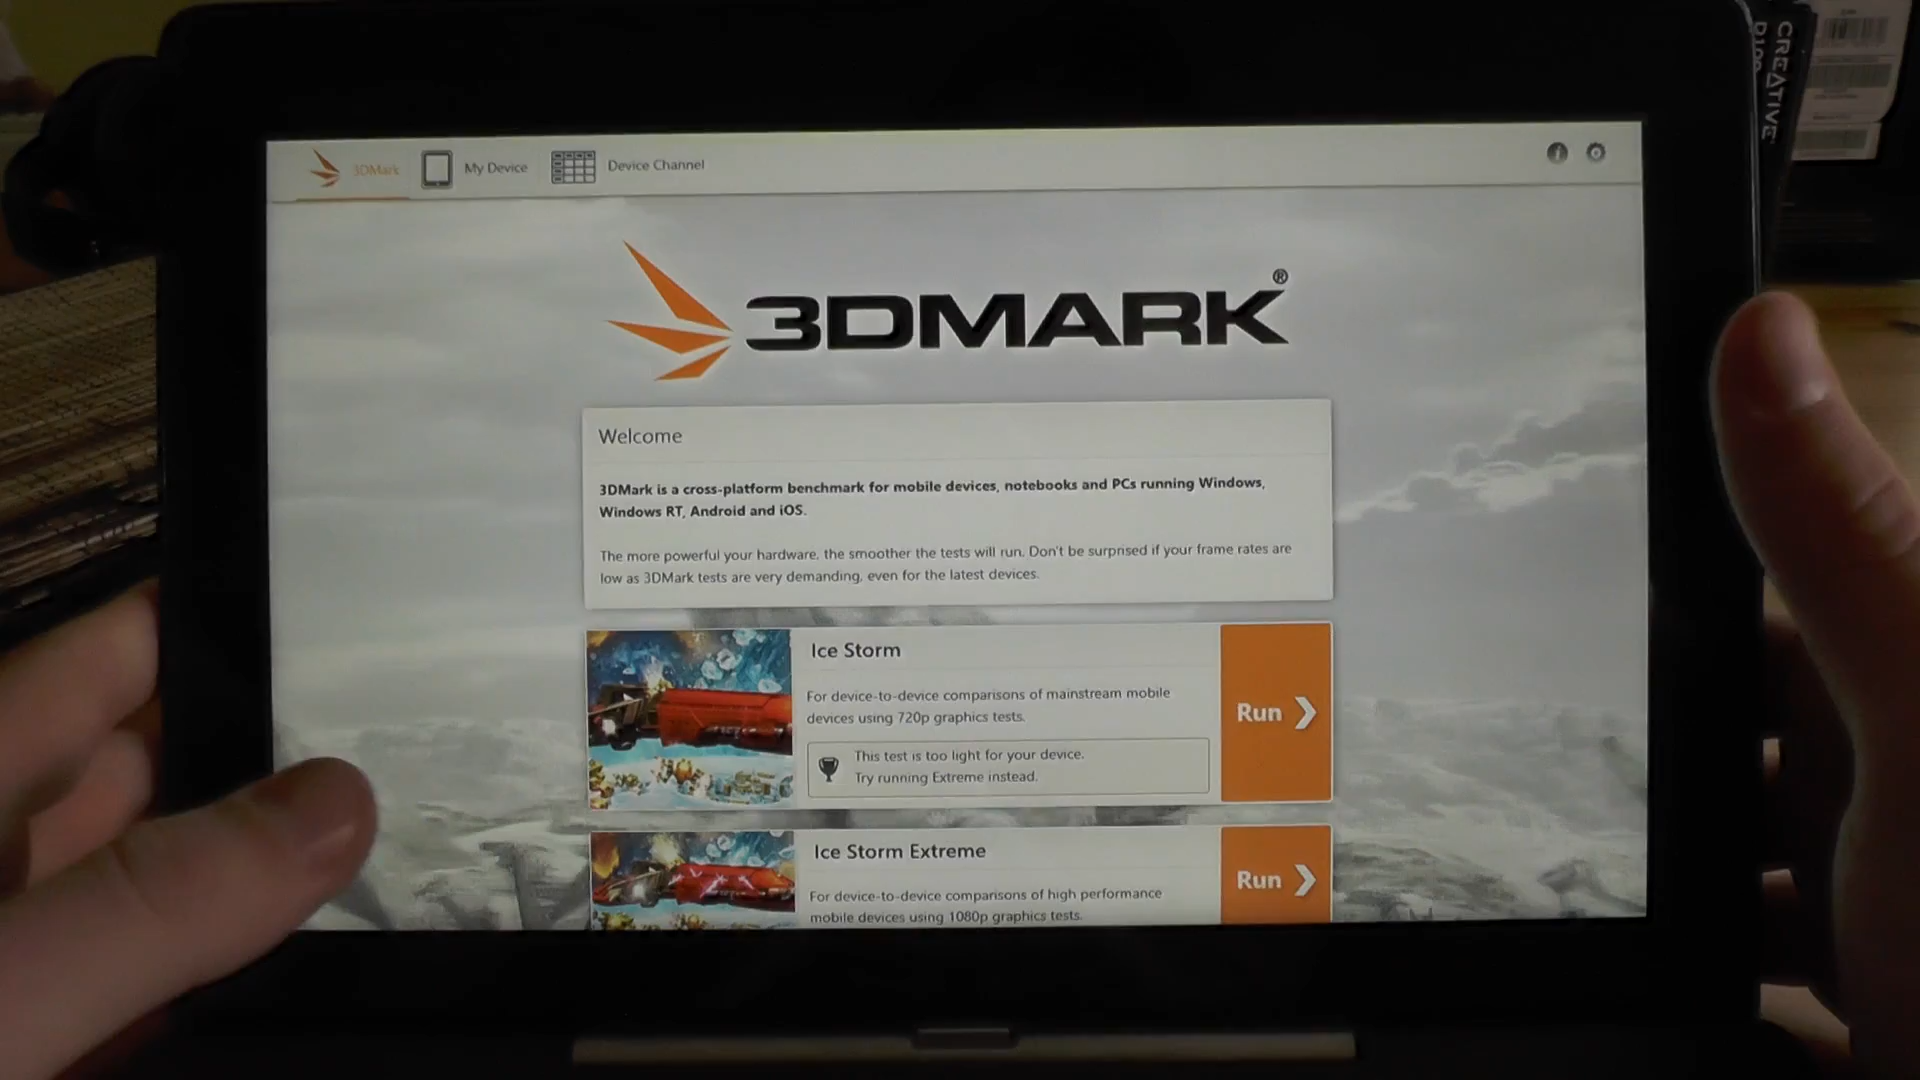 3DMark My Device Device Channel
3DMARK®
Welcome
3DMark is a cross-platform benchmark for mobile devices, notebooks and PCs running Windows,
Windows RT, Android and iOS.
The more powerful your hardware, the smoother the tests will run. Don't be surprised if your frame rates are
low as 3DMark tests are very demanding, even for the latest devices.
Ice Storm
For device-to-device comparisons of mainstream mobile
devices using 720p graphics tests.
This test is too light for your device.
Try running Extreme instead.
Run
Ice Storm Extreme
For device-to-device comparisons of high performance
mobile devices using 1080p graphics tests.
Run
CREATIVE